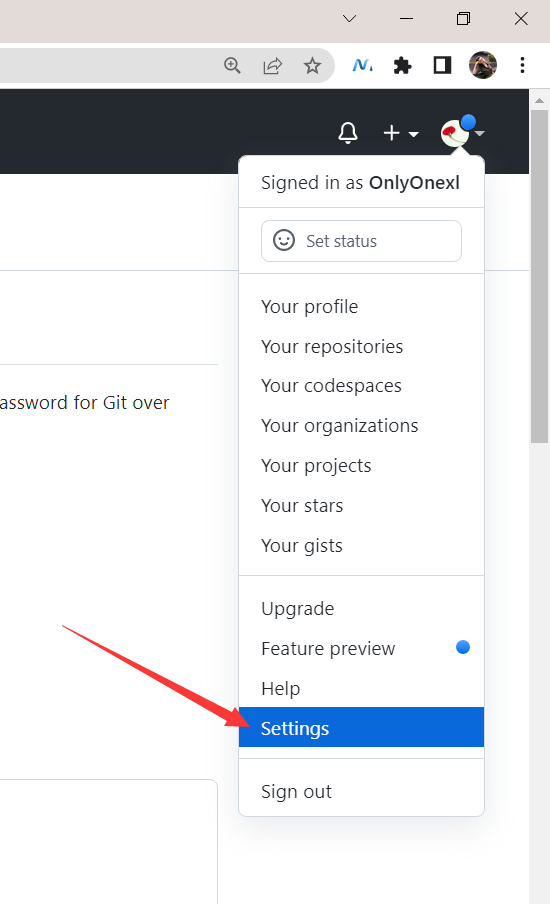 Signed in as OnlyOnexl
Set status
Your profile
Your repositories
assword for Git over
Your codespaces
Your organizations
Your projects
Your stars
Your gists
Upgrade
Feature preview
Help
Settings
Sign out